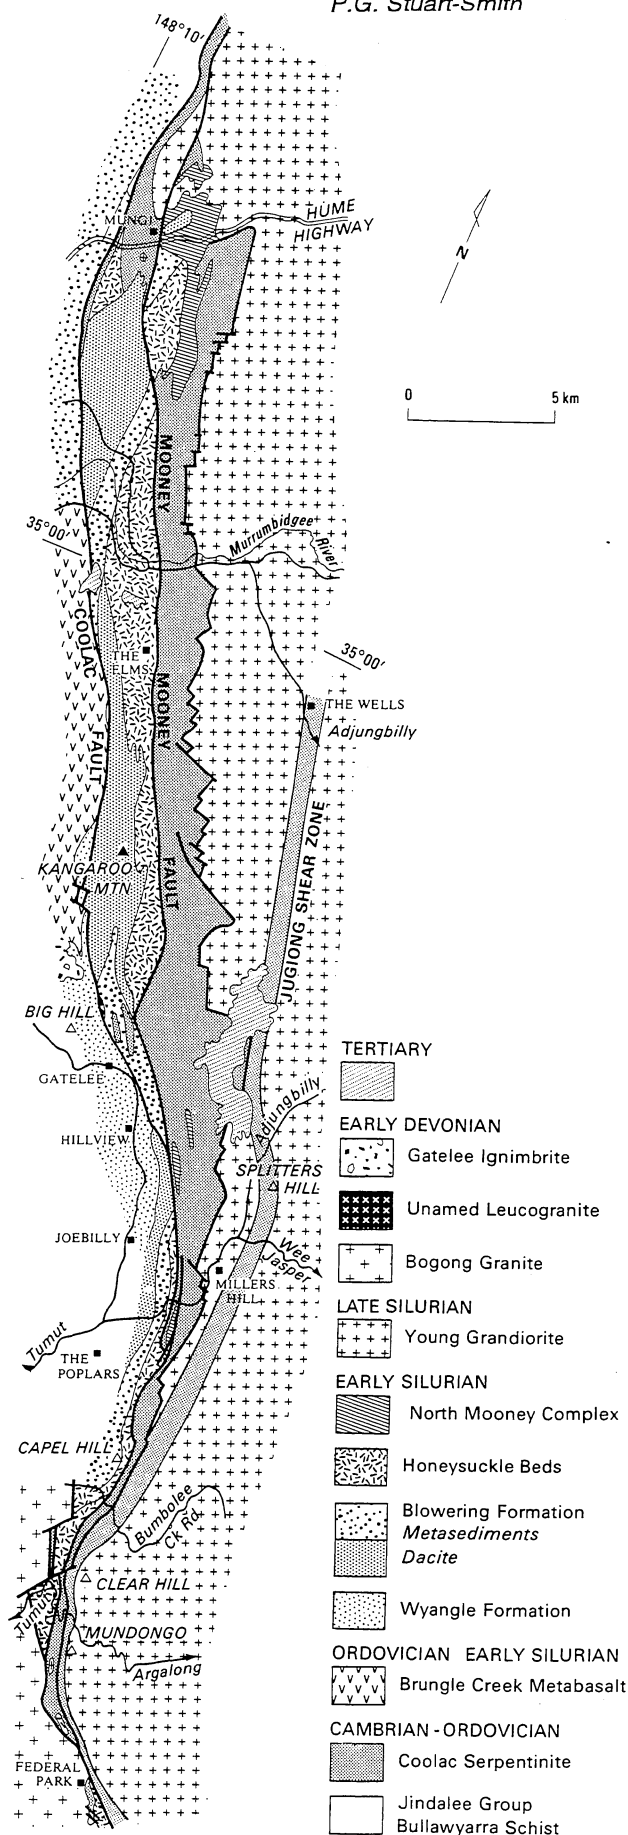 P.G. Stuart-Smith
148°10'
HUME
HIGHWAY
MUNGI
N
0 5 km
MOONEY
35°00'
Murrumbidgee
River
COOLAC
THE
ELMS
MOONEY
35°00'
THE WELLS
Adjungbilly
FAULT
KANGAROO
MTN
FAULT
JUGIONG SHEAR ZONE
BIG HILL
GATELEE
HILLVIEW
Adjungbilly
SPLITTERS
HILL
JOEBILLY
Wee
Jasper
MILLERS
HILL
Tumut
THE
POPLARS
CAPEL HILL
Bumbolee
Ck Rd.
CLEAR HILL
Tumut
MUNDONGO
Argalong
FEDERAL
PARK
TERTIARY
EARLY DEVONIAN
Gatelee Ignimbrite
Unamed Leucogranite
Bogong Granite
LATE SILURIAN
Young Grandiorite
EARLY SILURIAN
North Mooney Complex
Honeysuckle Beds
Blowering Formation
Metasediments
Dacite
Wyangle Formation
ORDOVICIAN EARLY SILURIAN
Brungle Creek Metabasalt
CAMBRIAN-ORDOVICIAN
Coolac Serpentinite
Jindalee Group
Bullawyarra Schist